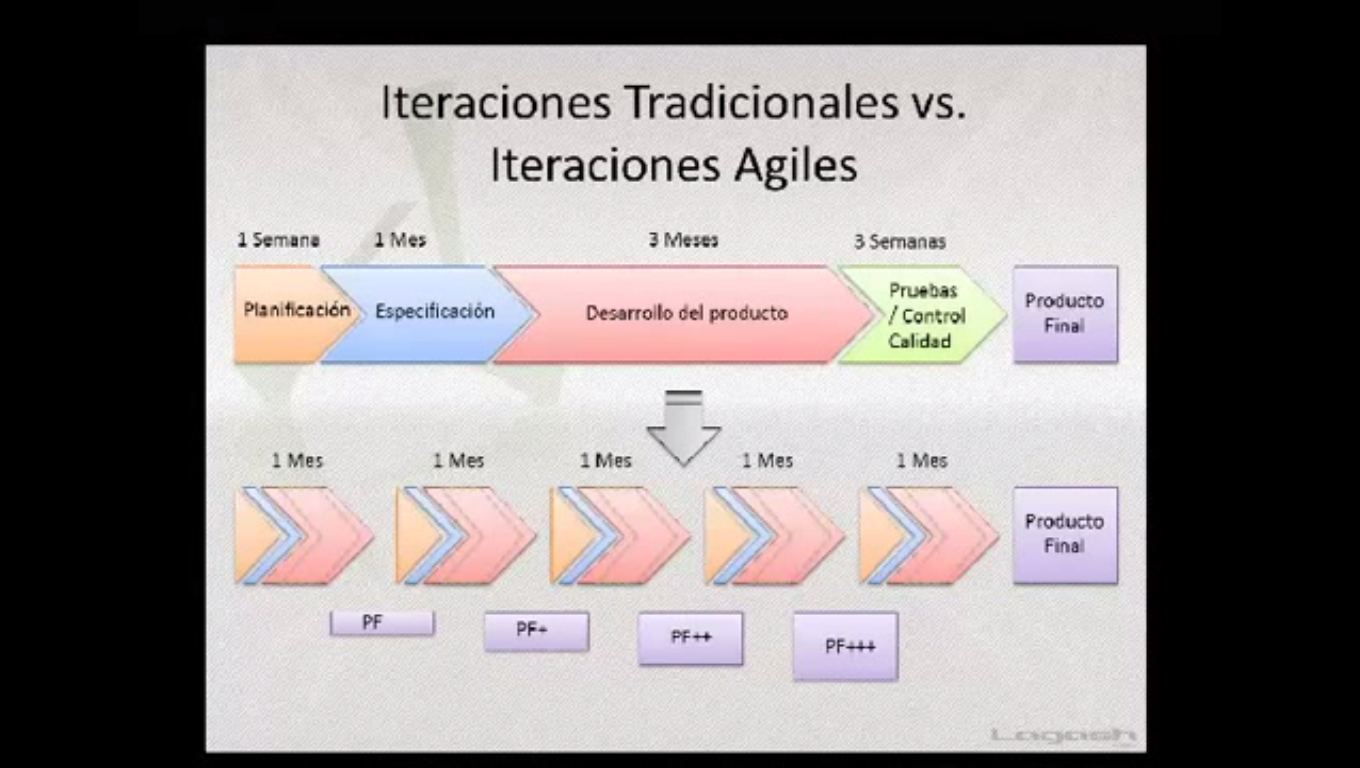 Iteraciones Tradicionales vs.
Iteraciones Agiles
1 Semana
1 Mes
3 Meses
3 Semanas
Planificación
Especificación
Desarrollo del producto
Pruebas
/ Control
Calidad
Producto
Final
1 Mes
1 Mes
1 Mes
1 Mes
1 Mes
Producto
Final
PF
PF+
PF++
PF+++
Lagash